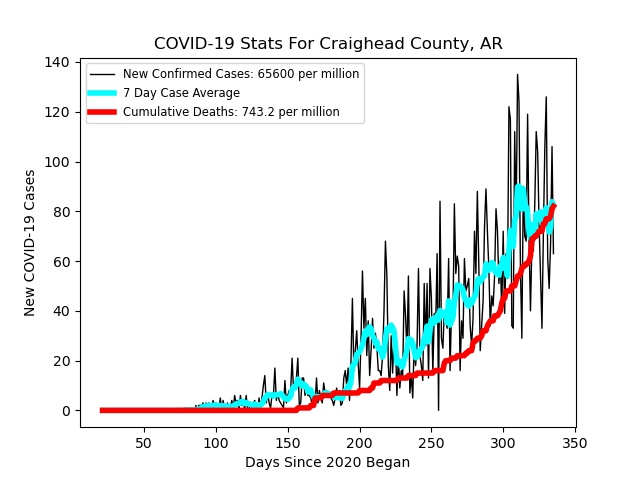 COVID-19 Stats For Craighead County, AR
New Confirmed Cases: 65600 per million
7 Day Case Average
Cumulative Deaths: 743.2 per million
New COVID-19 Cases
140
120
100
80
60
40
20
0
50 100 150 200 250 300 350
Days Since 2020 Began